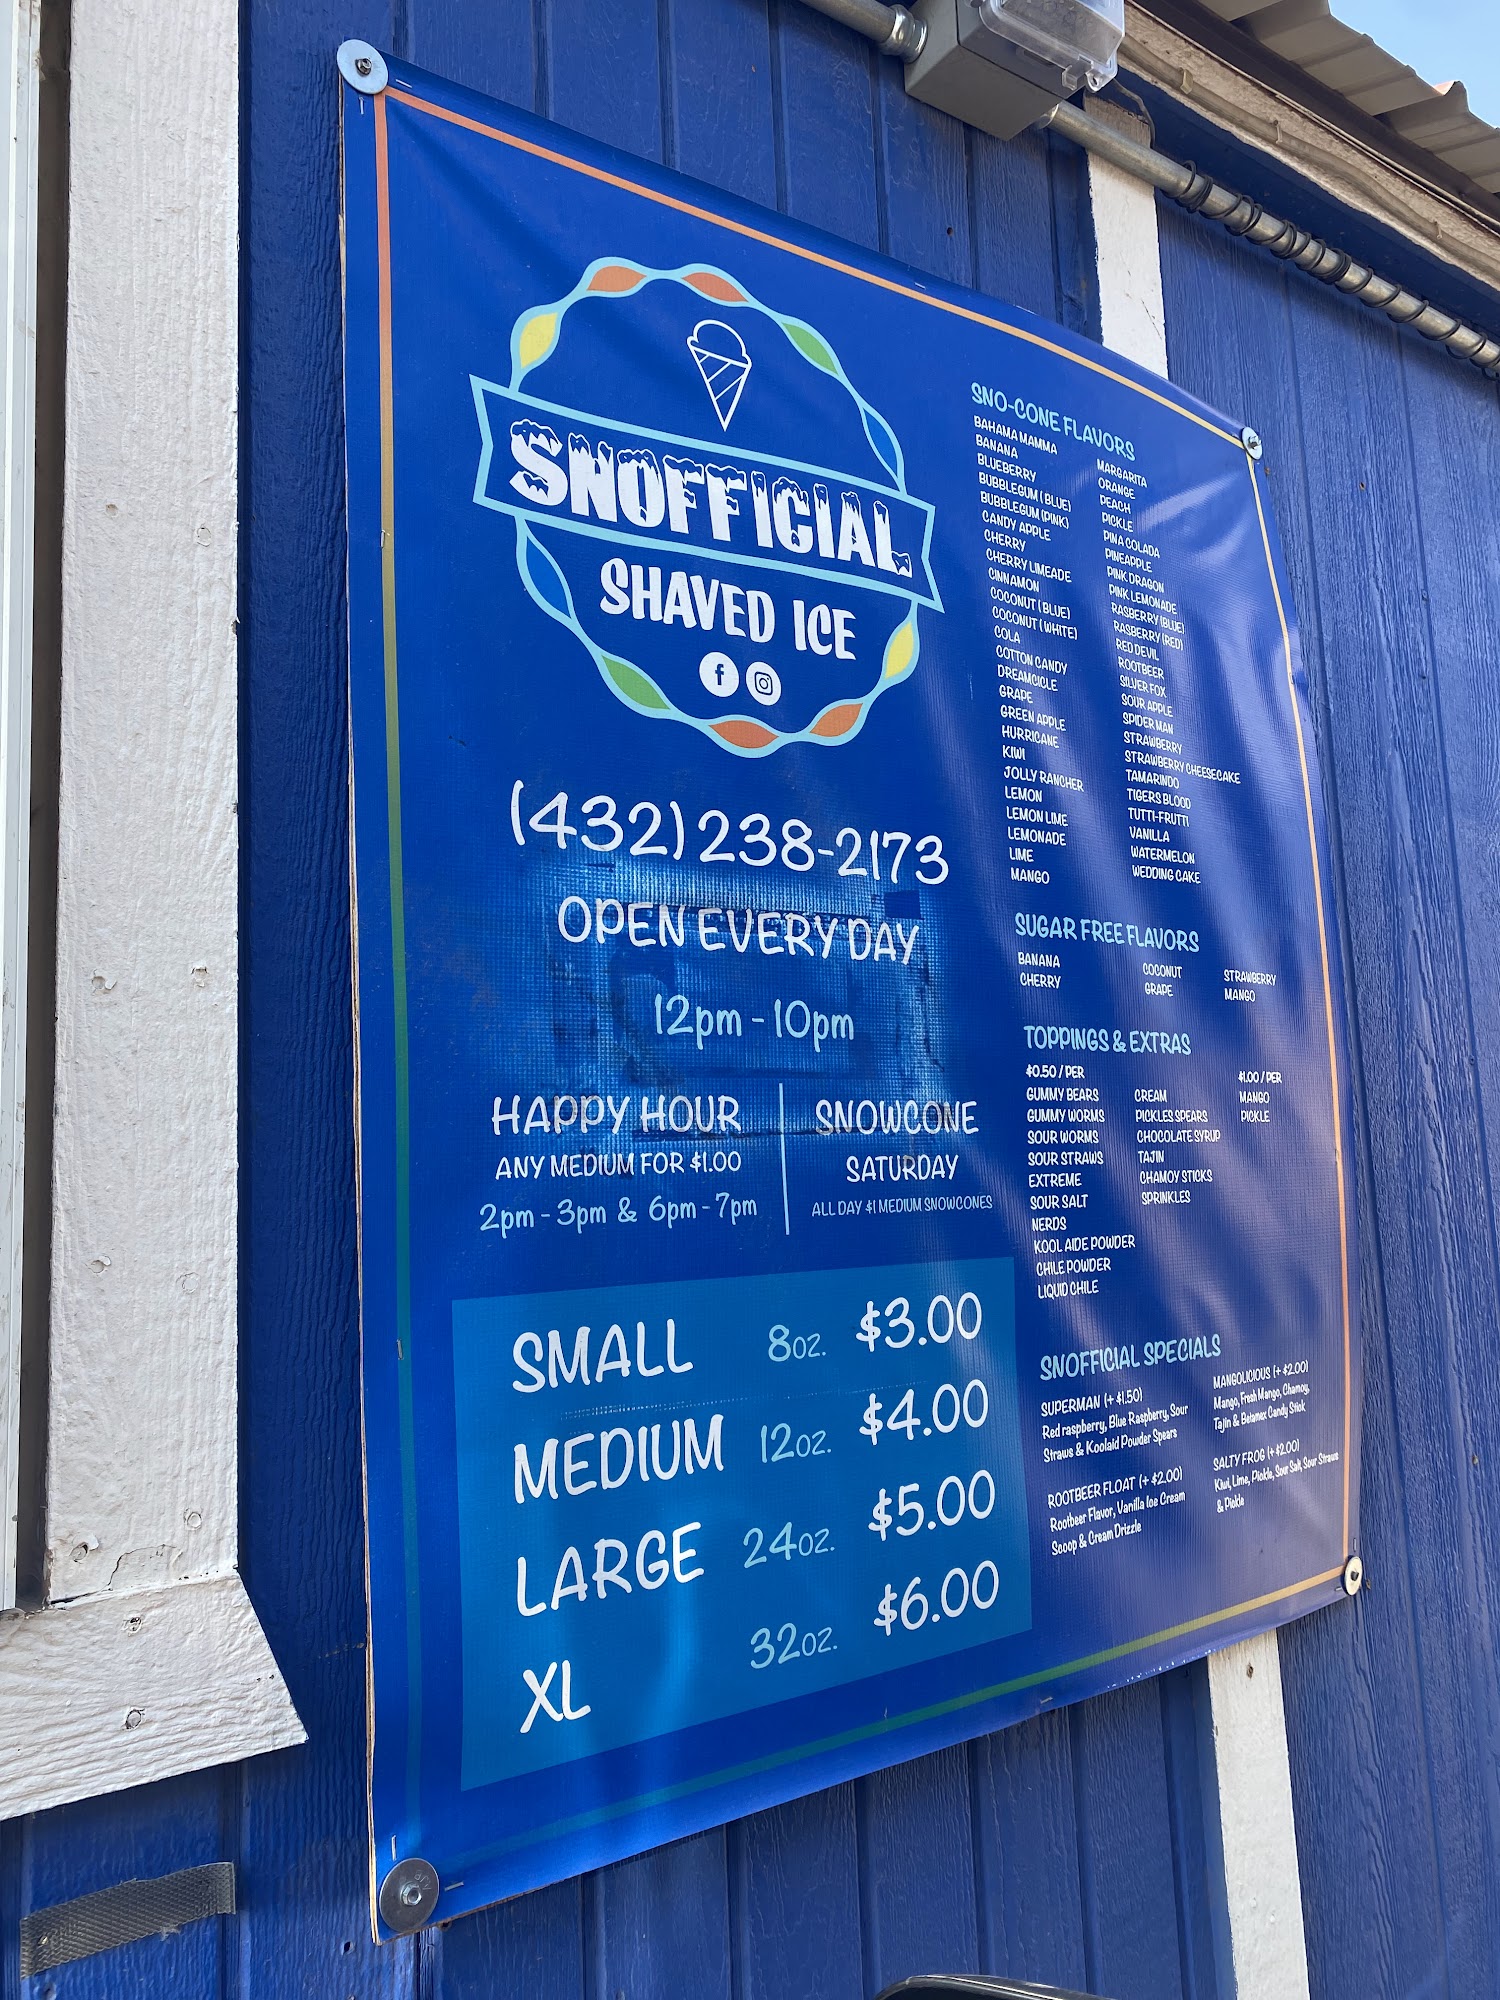 SNOFFICIAL
SHAVED ICE
(432) 238-2173
OPEN EVERY DAY
12pm - 10pm
HAPPY HOUR
ANY MEDIUM FOR $1.00
2pm - 3pm & 6pm - 7pm
SNOWCONE
SATURDAY
ALL DAY $1 MEDIUM SNOWCONES
SMALL 8oz. $3.00
MEDIUM 12oz. $4.00
LARGE 24oz. $5.00
XL 32oz. $6.00
SNO-CONE FLAVORS
BAHAMA MAMMA
BANANA
BLUEBERRY
BUBBLEGUM (BLUE)
BUBBLEGUM (PINK)
CANDY APPLE
CHERRY
CHERRY LIMEADE
CINNAMON
COCONUT (BLUE)
COCONUT (WHITE)
COLA
COTTON CANDY
DREAMCICLE
GRAPE
GREEN APPLE
HURRICANE
KIWI
JOLLY RANCHER
LEMON
LEMON LIME
LEMONADE
LIME
MANGO
MARGARITA
ORANGE
PEACH
PICKLE
PINA COLADA
PINEAPPLE
PINK DRAGON
PINK LEMONADE
RASBERRY (BLUE)
RASBERRY (RED)
RED DEVIL
ROOTBEER
SILVER FOX
SOUR APPLE
SPIDER MAN
STRAWBERRY
STRAWBERRY CHEESECAKE
TAMARINDO
TIGERS BLOOD
TUTTI-FRUTTI
VANILLA
WATERMELON
WEDDING CAKE
SUGAR FREE FLAVORS
BANANA
CHERRY
COCONUT
GRAPE
STRAWBERRY
MANGO
TOPPINGS & EXTRAS
$0.50 / PER
GUMMY BEARS
GUMMY WORMS
SOUR WORMS
SOUR STRAWS
EXTREME
SOUR SALT
NERDS
KOOL AIDE POWDER
CHILE POWDER
LIQUID CHILE
CREAM
PICKLES SPEARS
CHOCOLATE SYRUP
TAJIN
CHAMOY STICKS
SPRINKLES
$1.00 / PER
MANGO
PICKLE
SNOFFICIAL SPECIALS
SUPERMAN (+ $1.50)
Red raspberry, Blue Raspberry, Sour
Straws & Koolaid Powder Spears
ROOTBEER FLOAT (+ $2.00)
Rootbeer Flavor, Vanilla Ice Cream
Scoop & Cream Drizzle
MANGOLICIOUS (+ $2.00)
Mango, Fresh Mango, Chamoy,
Tajin & Betamex Candy Stick
SALTY FROG (+ $2.00)
Kiwi, Lime, Pickle, Sour Salt, Sour Straws
& Pickle